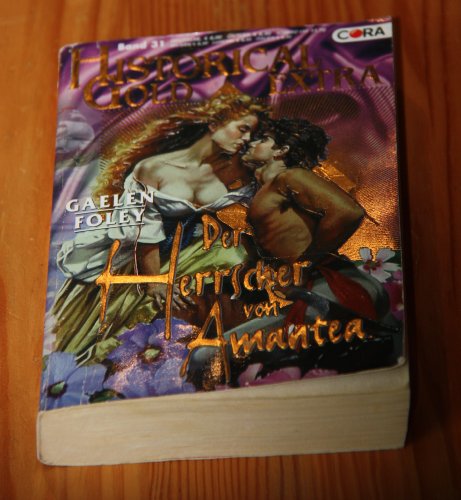 Band 31
CORA
HISTORICAL
GOLD EXTRA
GAELEN
FOLEY
Der
Herrscher
von
Amantea